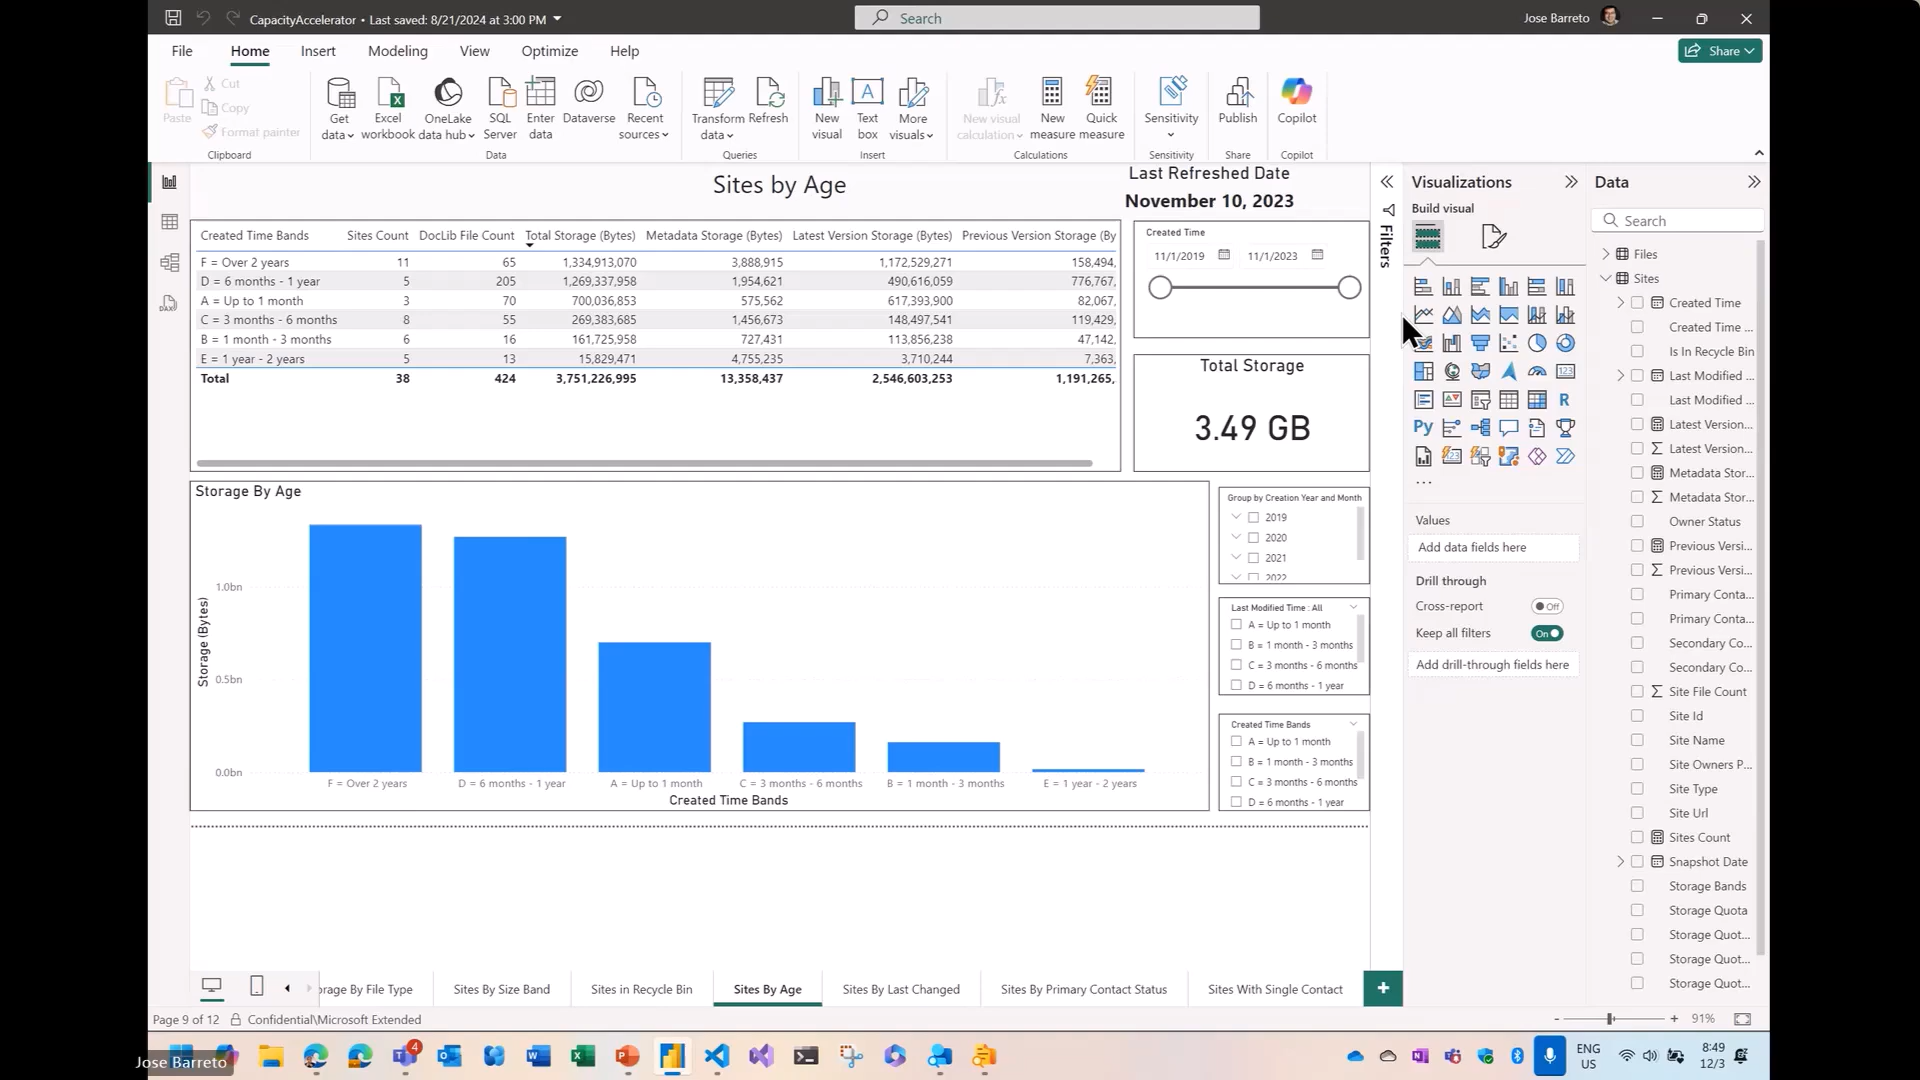 CapacityAccelerator • Last saved: 8/21/2024 at 3:00 PM
Search
Jose Barreto
File Home Insert Modeling View Optimize Help
Share
Paste
Cut
Copy
Format painter
Get data
Excel workbook
OneLake data hub
SQL Server
Enter data
Dataverse
Recent sources
Transform data
Refresh
New visual
Text box
More visuals
New visual calculation
New measure
Quick measure
Sensitivity
Publish
Copilot
Clipboard Data Queries Insert Calculations Sensitivity Share Copilot
Sites by Age
Last Refreshed Date
November 10, 2023
Created Time Bands Sites Count DocLib File Count Total Storage (Bytes) Metadata Storage (Bytes) Latest Version Storage (Bytes) Previous Version Storage (By
F = Over 2 years 11 65 1,334,913,070 3,888,915 1,172,529,271 158,494,
D = 6 months - 1 year 5 205 1,269,337,958 1,954,621 490,616,059 776,767,
A = Up to 1 month 3 70 700,036,853 575,562 617,393,900 82,067,
C = 3 months - 6 months 8 55 269,383,685 1,456,673 148,497,541 119,429,
B = 1 month - 3 months 6 16 161,725,958 727,431 113,856,238 47,142,
E = 1 year - 2 years 5 13 15,829,471 4,755,235 3,710,244 7,363,
Total 38 424 3,751,226,995 13,358,437 2,546,603,253 1,191,265,
Created Time
11/1/2019 11/1/2023
Total Storage
3.49 GB
Storage By Age
Storage (Bytes)
1.0bn
0.5bn
0.0bn
F = Over 2 years D = 6 months - 1 year A = Up to 1 month C = 3 months - 6 months B = 1 month - 3 months E = 1 year - 2 years
Created Time Bands
Group by Creation Year and Month
2019
2020
2021
2022
Last Modified Time : All
A = Up to 1 month
B = 1 month - 3 months
C = 3 months - 6 months
D = 6 months - 1 year
Created Time Bands
A = Up to 1 month
B = 1 month - 3 months
C = 3 months - 6 months
D = 6 months - 1 year
Filters
Visualizations
Build visual
R
Py
123
Values
Add data fields here
Drill through
Cross-report Off
Keep all filters On
Add drill-through fields here
Data
Search
Files
Sites
Created Time
Created Time ...
Is In Recycle Bin
Last Modified ...
Last Modified ...
Latest Version...
Latest Version...
Metadata Stor...
Metadata Stor...
Owner Status
Previous Versi...
Previous Versi...
Primary Conta...
Primary Conta...
Secondary Co...
Secondary Co...
Site File Count
Site Id
Site Name
Site Owners P...
Site Type
Site Url
Sites Count
Snapshot Date
Storage Bands
Storage Quota
Storage Quot...
Storage Quot...
Storage Quot...
rage By File Type Sites By Size Band Sites in Recycle Bin Sites By Age Sites By Last Changed Sites By Primary Contact Status Sites With Single Contact
Page 9 of 12 Confidential\Microsoft Extended
91%
Jose Barreto
4
ENG
US
8:49
12/3